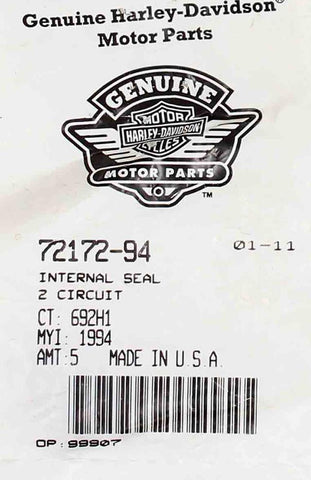 Genuine Harley-Davidson®
Motor Parts
GENUINE
MOTOR
HARLEY-DAVIDSON
CYCLES
MOTOR PARTS
TM
72172-94 01-11
INTERNAL SEAL
2 CIRCUIT
CT: 692H1
MYI: 1994
AMT:5 MADE IN U.S.A.
OP:99907